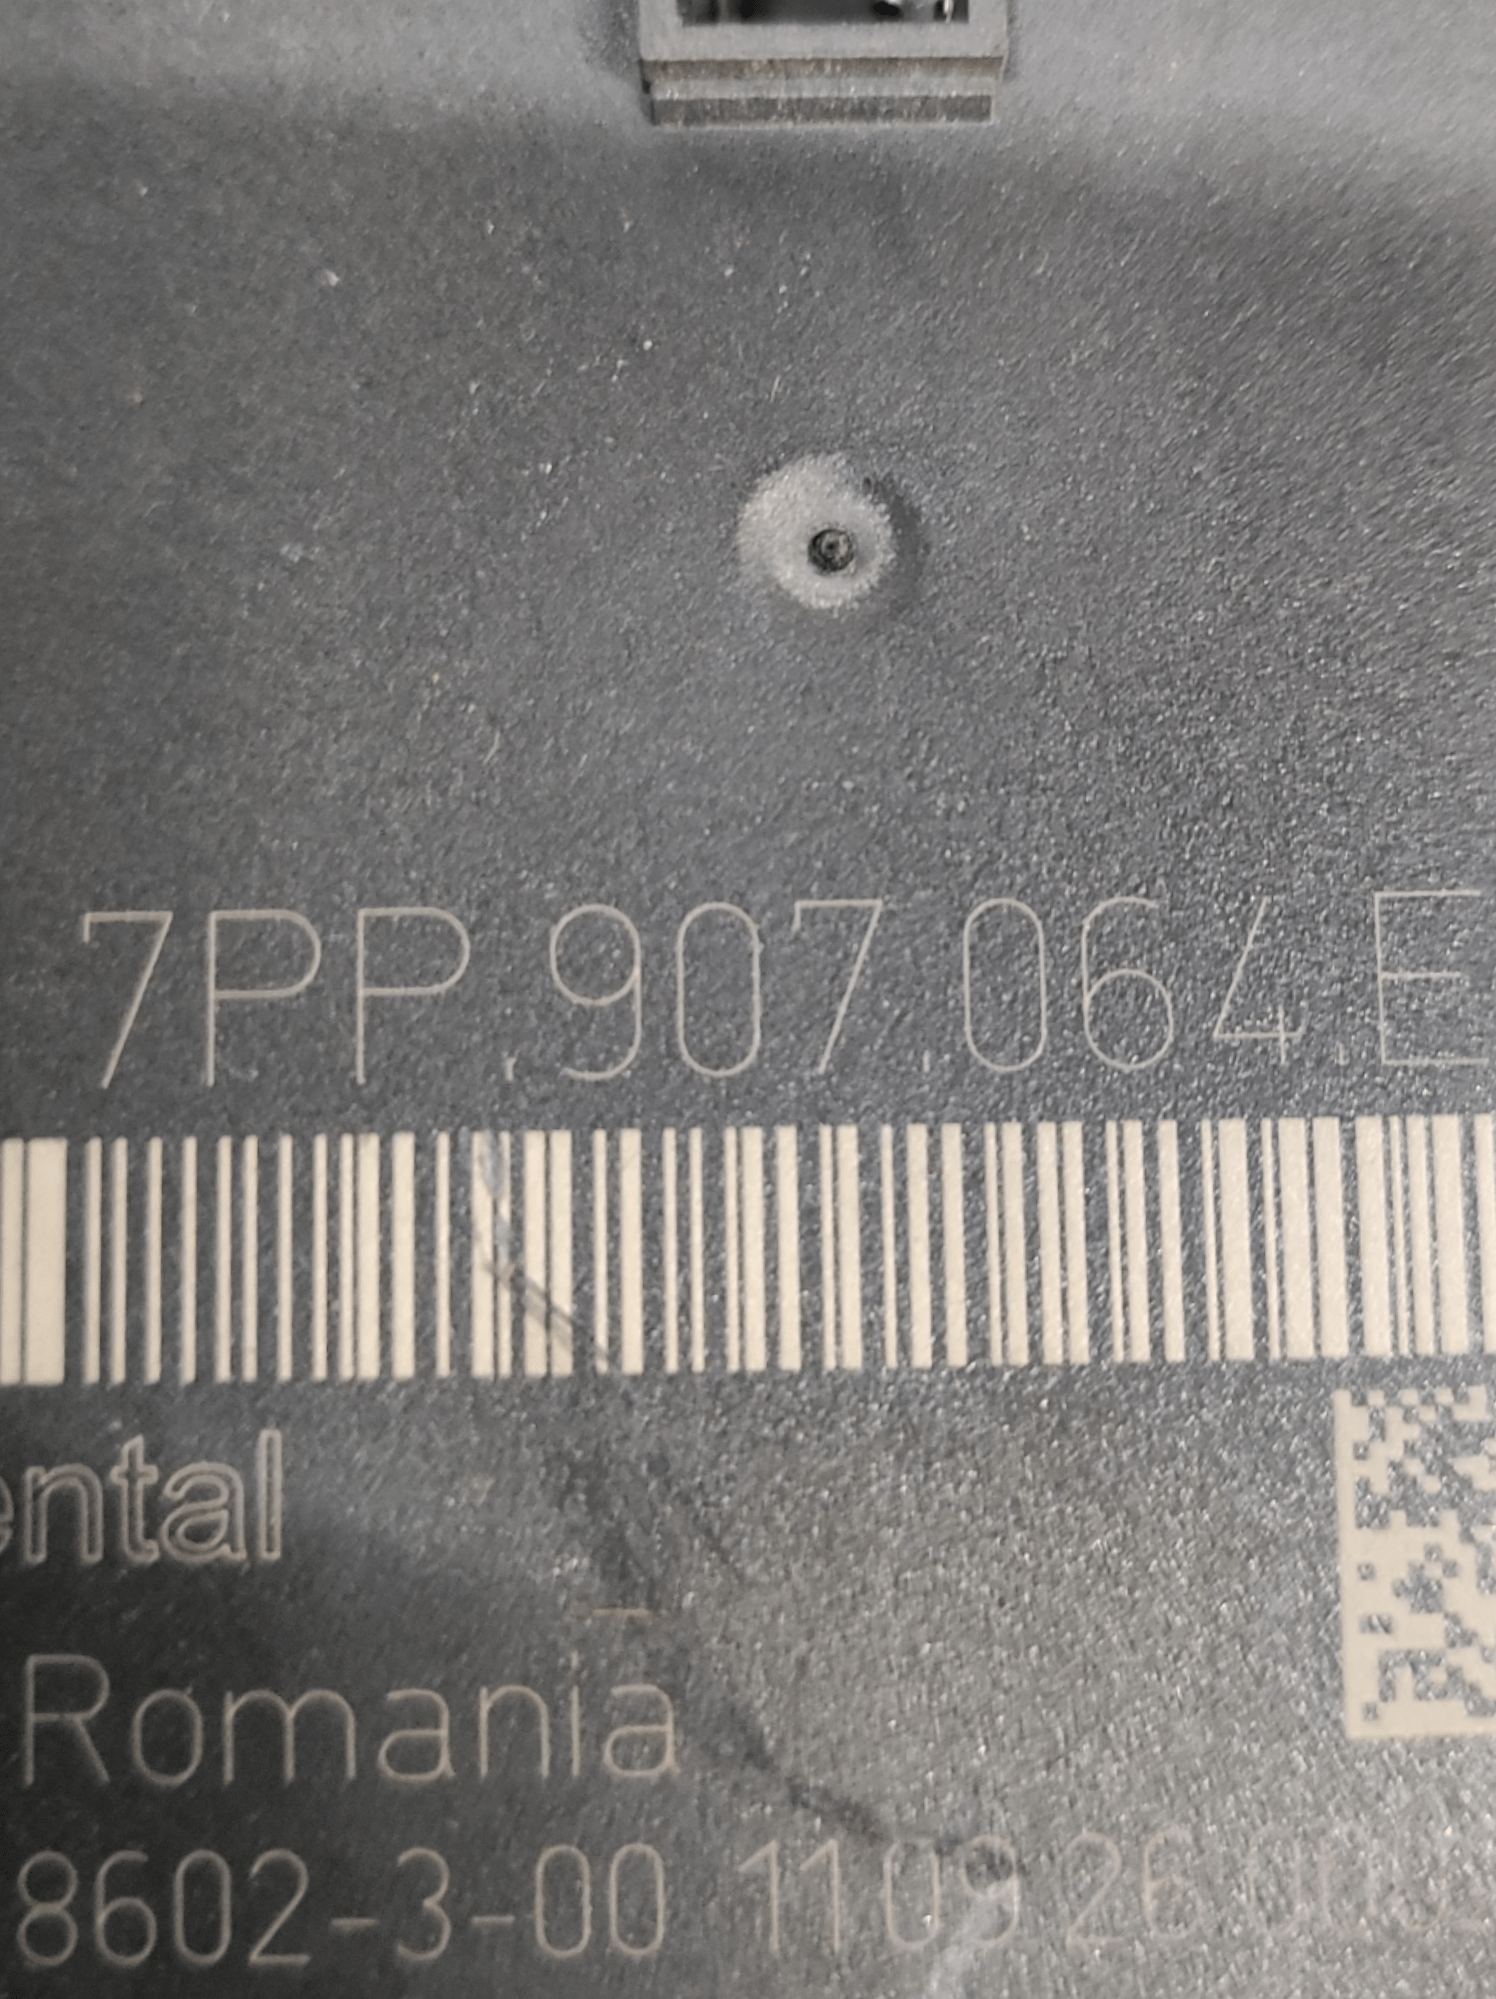 7PP.907.064.E
ental
Romania
8602-3-00 1109.26